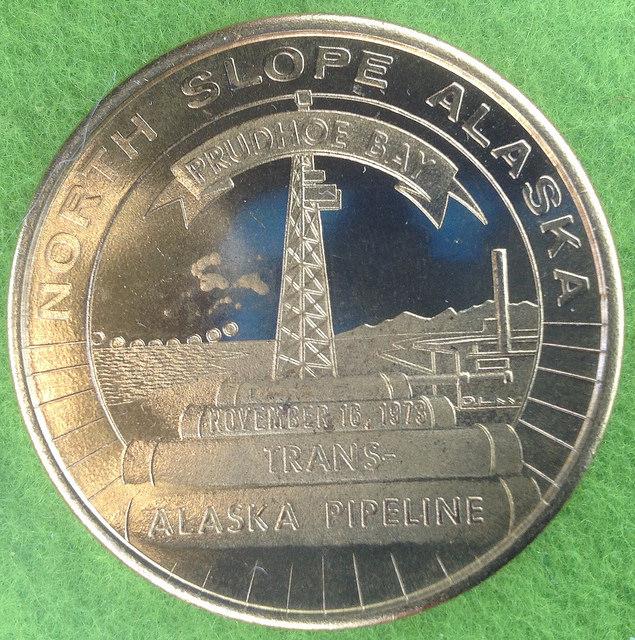 NORTH SLOPE ALASKA
PRUDHOE BAY
NOVEMBER 16, 1973
TRANS-
ALASKA PIPELINE